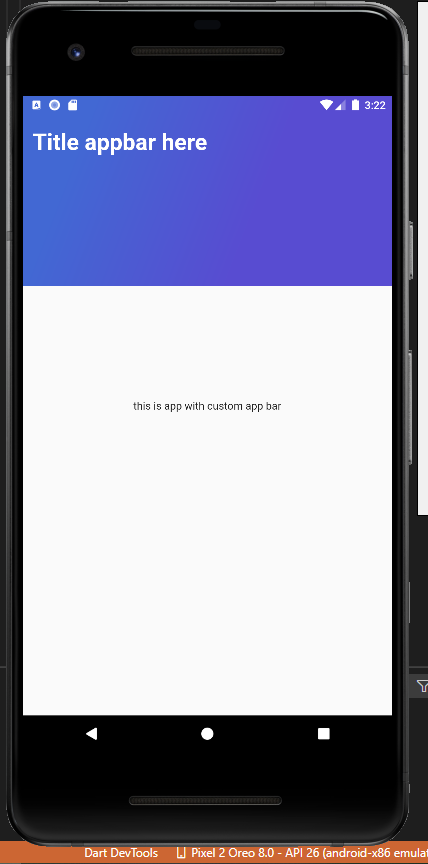 A
3:22
Title appbar here
this is app with custom app bar
Dart DevTools
Pixel 2 Oreo 8.0 - API 26 (android-x86 emulat